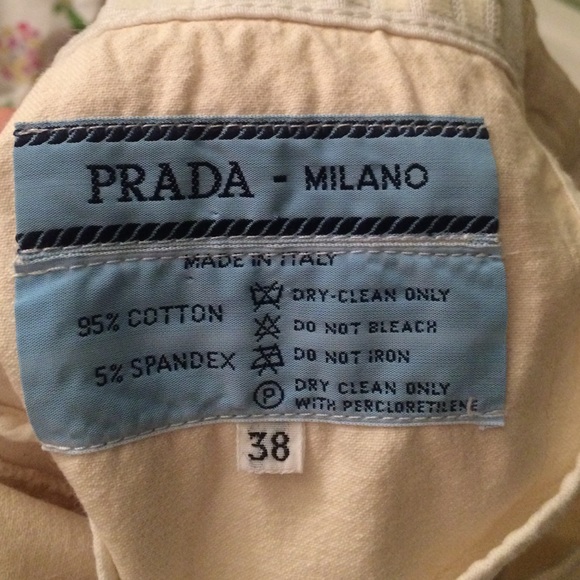 PRADA - MILANO
MADE IN ITALY
95% COTTON
5% SPANDEX
DRY-CLEAN ONLY
DO NOT BLEACH
DO NOT IRON
P
DRY CLEAN ONLY
WITH PERCLORETILENE
38